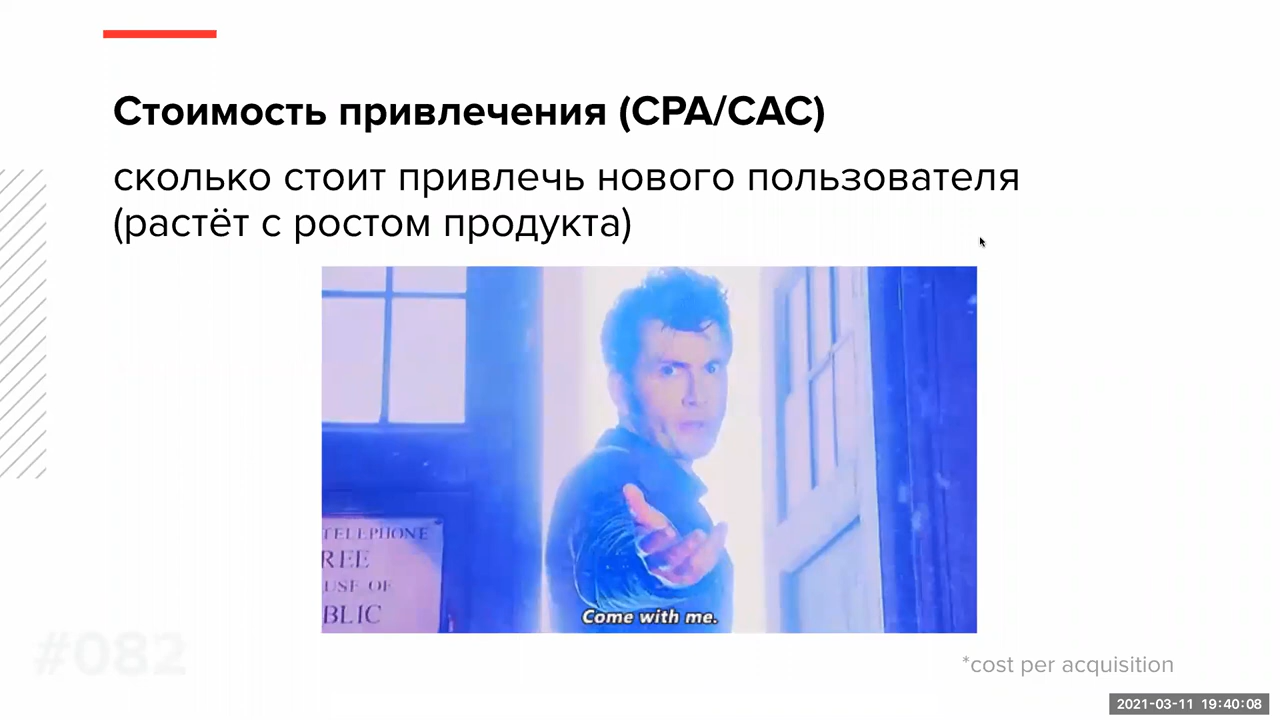 Стоимость привлечения (CPA/CAC)
сколько стоит привлечь нового пользователя
(растёт с ростом продукта)
TELEPHONE
REE
USE OF
BLIC
Come with me.
#082
*cost per acquisition
2021-03-11 19:40:08